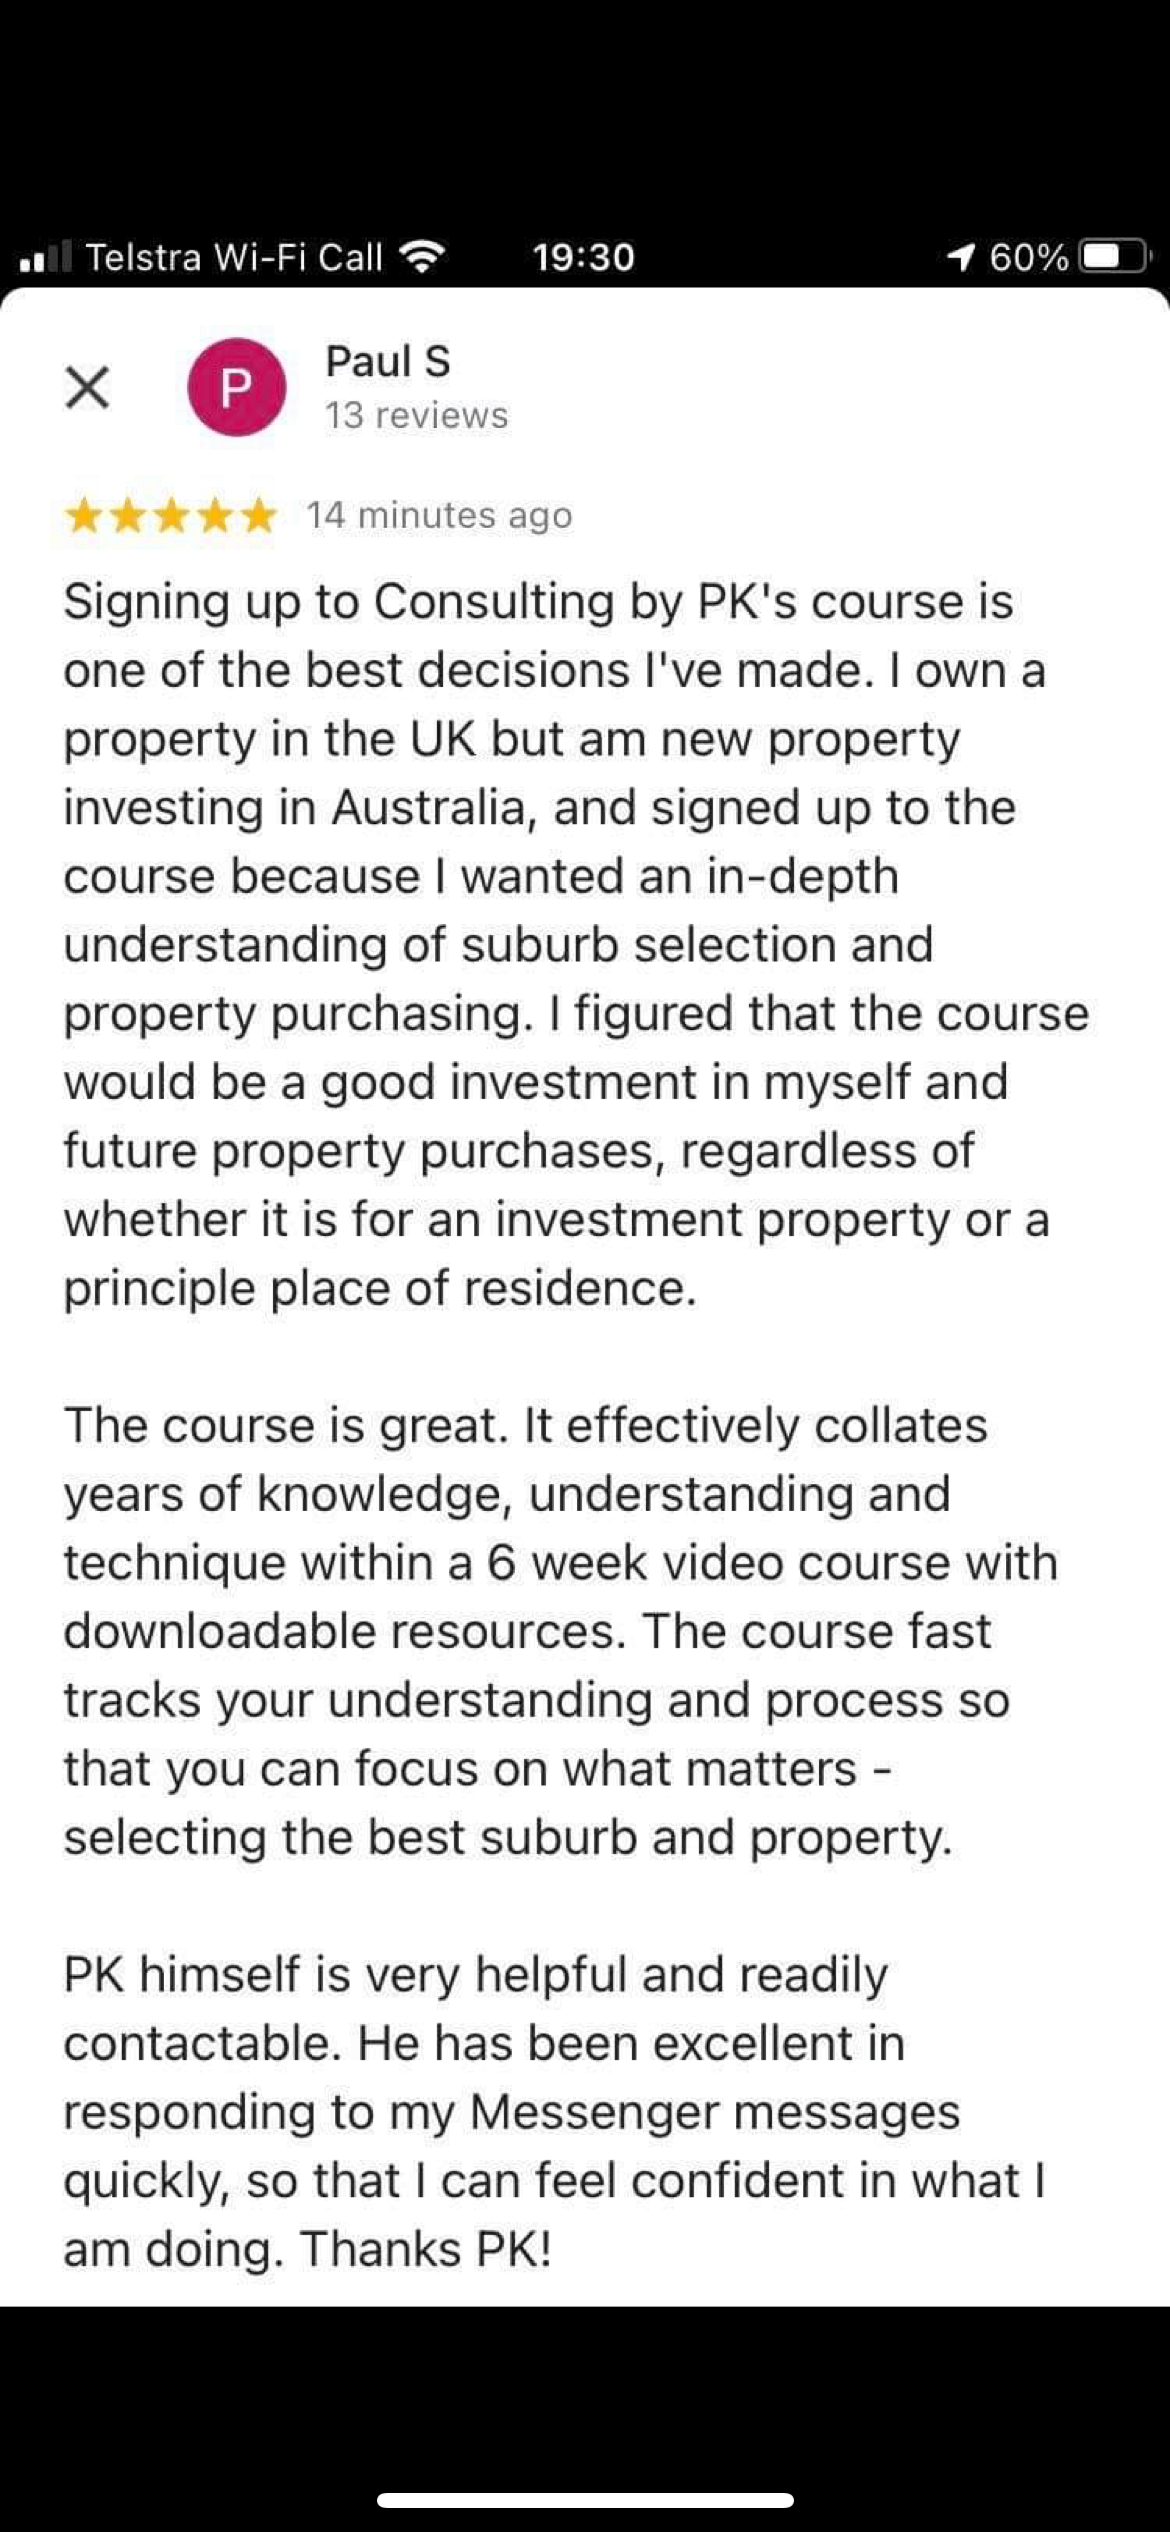 Telstra Wi-Fi Call 19:30 60%
Paul S
P
13 reviews
14 minutes ago
Signing up to Consulting by PK's course is
one of the best decisions I've made. I own a
property in the UK but am new property
investing in Australia, and signed up to the
course because I wanted an in-depth
understanding of suburb selection and
property purchasing. I figured that the course
would be a good investment in myself and
future property purchases, regardless of
whether it is for an investment property or a
principle place of residence.
The course is great. It effectively collates
years of knowledge, understanding and
technique within a 6 week video course with
downloadable resources. The course fast
tracks your understanding and process so
that you can focus on what matters -
selecting the best suburb and property.
PK himself is very helpful and readily
contactable. He has been excellent in
responding to my Messenger messages
quickly, so that I can feel confident in what I
am doing. Thanks PK!